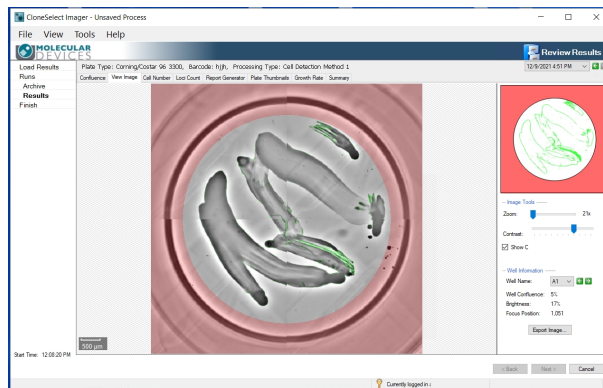 CloneSelect Imager - Unsaved Process
File View Tools Help
MOLECULAR
DEVICES
Review Results
Load Results
Runs
Archive
Results
Finish
Plate Type: Corning/Costar 96 3300, Barcode: hjjh, Processing Type: Cell Detection Method 1
12/9/2021 4:51 PM
Confluence View Image Cell Number Loci Count Report Generator Plate Thumbnails Growth Rate Summary
500 µm
Image Tools
Zoom: 21x
Contrast:
Show C
Well Information
Well Name: A1
Well Confluence: 5%
Brightness: 17%
Focus Position: 1.051
Export Image...
Start Time: 12:08:20 PM
< Back Next > Cancel
Currently logged in :